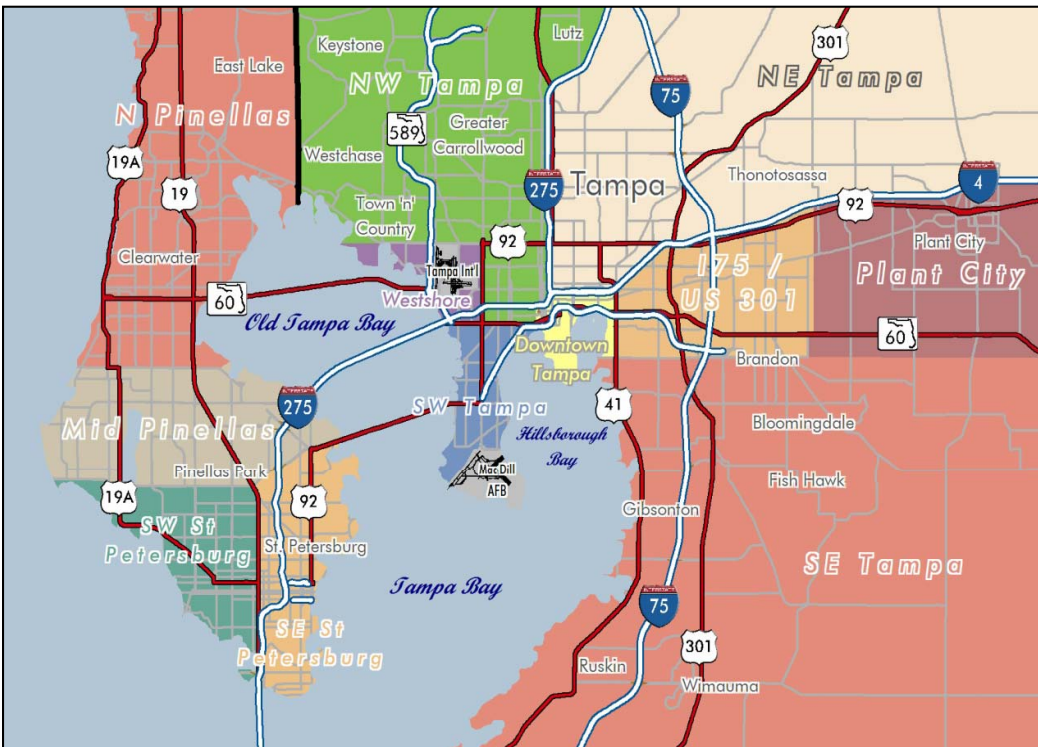 Keystone
Lutz
301
East Lake
NW Tampa
75
NE Tampa
N Pinellas
589
Greater
Carrollwood
19A
Westchase
275
Tampa
Thonotosassa
INTERSTATE
4
19
Town 'n'
Country
92
92
Plant City
Clearwater
Tampa Int'l
I75 /
US 301
Plant City
60
Westshore
Old Tampa Bay
60
Downtown
Tampa
Brandon
275
SW Tampa
41
Mid Pinellas
Hillsborough
Bay
Bloomingdale
Pinellas Park
MacDill
AFB
Fish Hawk
19A
92
Gibsonton
SW St
Petersburg
St. Petersburg
SE Tampa
Tampa Bay
75
SE St
Petersburg
301
Ruskin
Wimauma